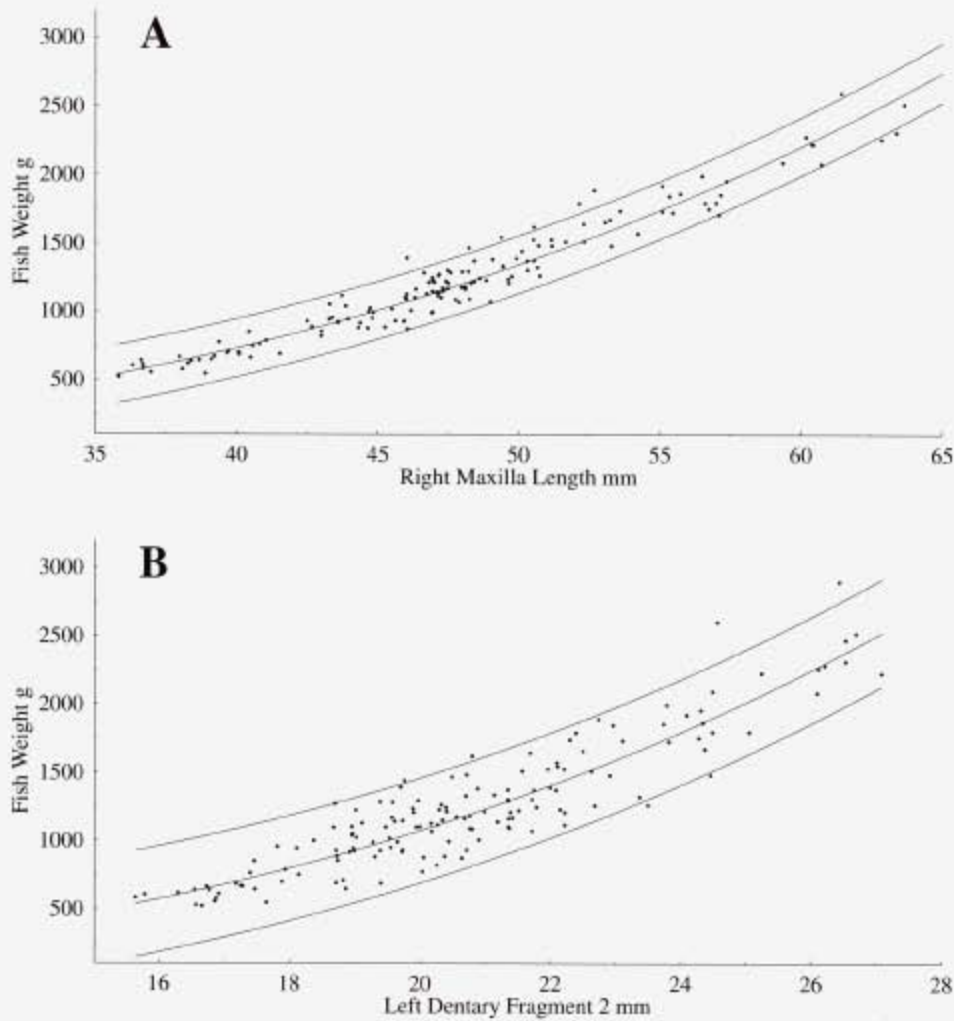 A
3000
2500
2000
1500
1000
500
Fish Weight g
35 40 45 50 55 60 65
Right Maxilla Length mm
B
3000
2500
2000
1500
1000
500
Fish Weight g
16 18 20 22 24 26 28
Left Dentary Fragment 2 mm